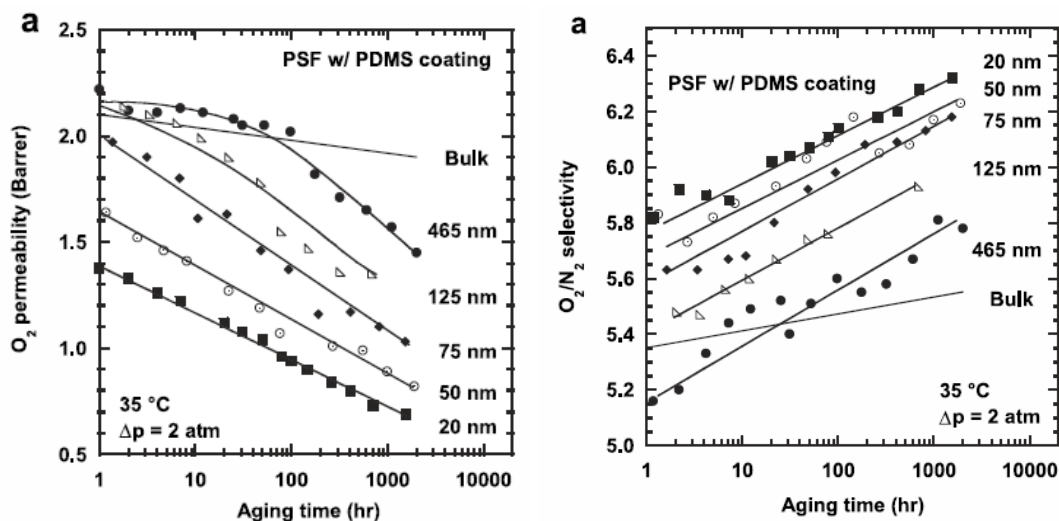 a
2.5
2.0
1.5
1.0
0.5
O₂ permeability (Barrer)
PSF w/ PDMS coating
Bulk
465 nm
125 nm
75 nm
50 nm
20 nm
35 °C
Δp = 2 atm
1
10
100
1000
10000
Aging time (hr)
a
6.4
6.2
6.0
5.8
5.6
5.4
5.2
5.0
O₂/N₂ selectivity
PSF w/ PDMS coating
20 nm
50 nm
75 nm
125 nm
465 nm
Bulk
35 °C
Δp = 2 atm
1
10
100
1000
10000
Aging time (hr)